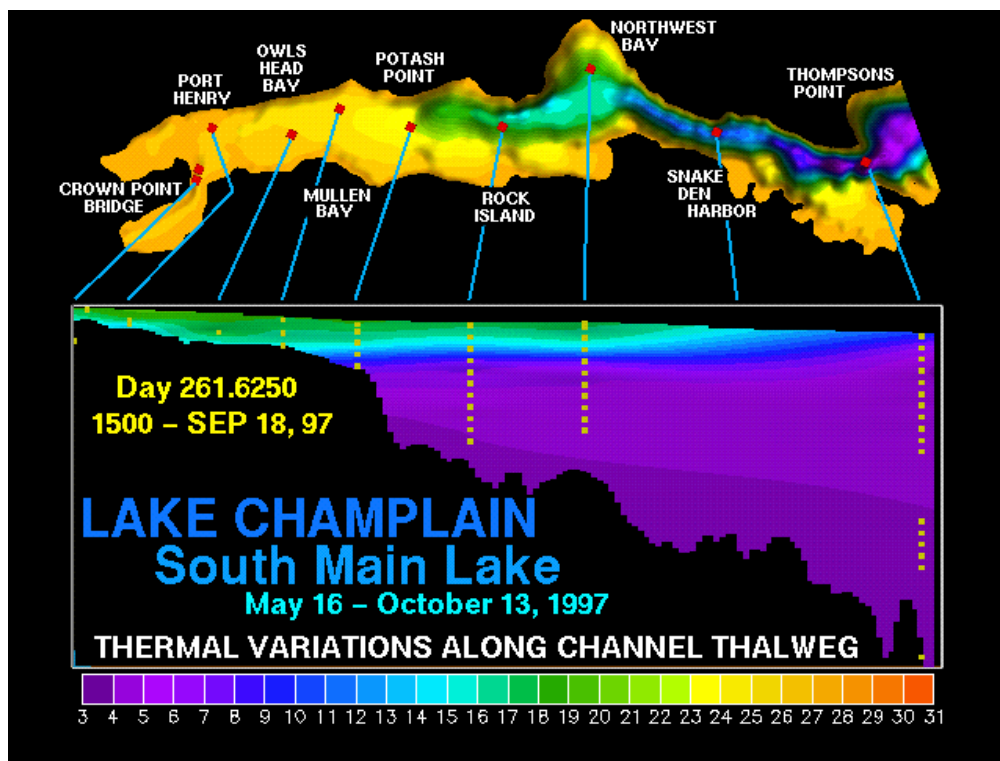 NORTHWEST
BAY
OWLS
HEAD
BAY
POTASH
POINT
PORT
HENRY
THOMPSONS
POINT
CROWN POINT
BRIDGE
MULLEN
BAY
ROCK
ISLAND
SNAKE
DEN
HARBOR
Day 261.6250
1500 – SEP 18, 97
LAKE CHAMPLAIN
South Main Lake
May 16 – October 13, 1997
THERMAL VARIATIONS ALONG CHANNEL THALWEG
3 4 5 6 7 8 9 10 11 12 13 14 15 16 17 18 19 20 21 22 23 24 25 26 27 28 29 30 31